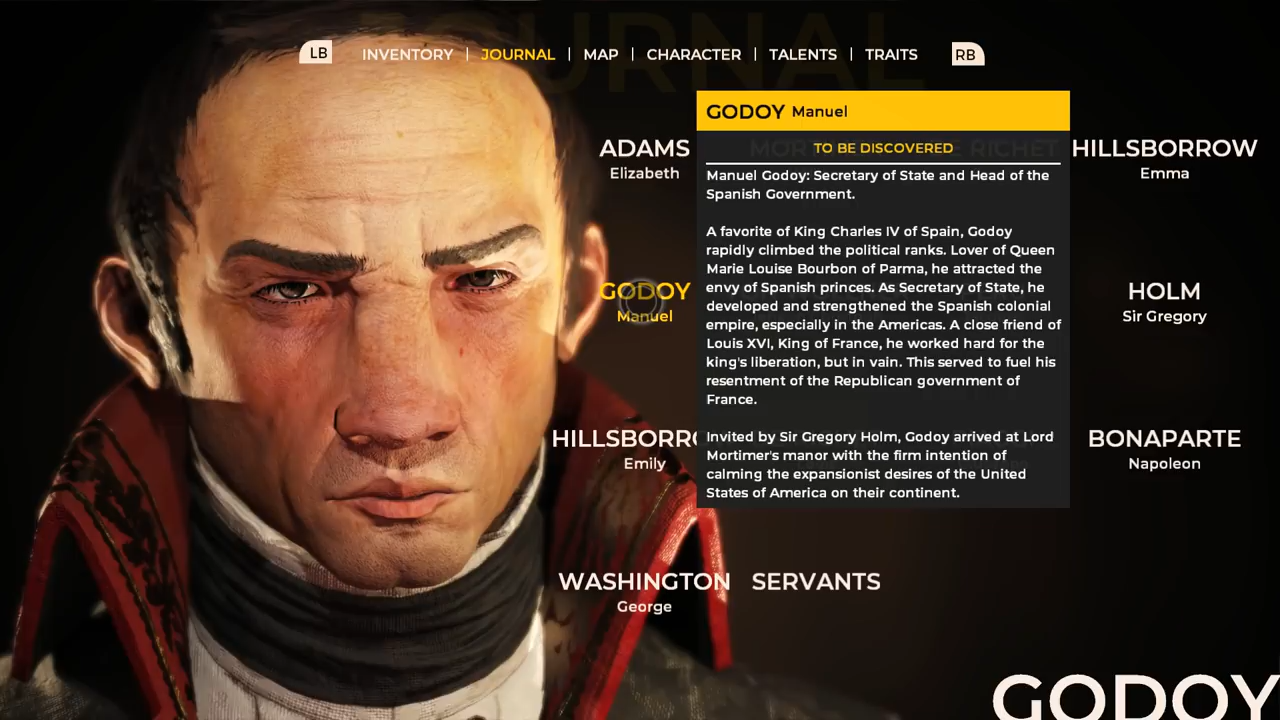 JOURNAL
LB INVENTORY | JOURNAL | MAP | CHARACTER | TALENTS | TRAITS RB
GODOY Manuel
TO BE DISCOVERED
Manuel Godoy: Secretary of State and Head of the
Spanish Government.
A favorite of King Charles IV of Spain, Godoy
rapidly climbed the political ranks. Lover of Queen
Marie Louise Bourbon of Parma, he attracted the
envy of Spanish princes. As Secretary of State, he
developed and strengthened the Spanish colonial
empire, especially in the Americas. A close friend of
Louis XVI, King of France, he worked hard for the
king's liberation, but in vain. This served to fuel his
resentment of the Republican government of
France.
Invited by Sir Gregory Holm, Godoy arrived at Lord
Mortimer's manor with the firm intention of
calming the expansionist desires of the United
States of America on their continent.
ADAMS
Elizabeth
HILLSBORROW
Emma
GODOY
Manuel
HOLM
Sir Gregory
HILLSBORRO
Emily
BONAPARTE
Napoleon
WASHINGTON
George
SERVANTS
GODOY